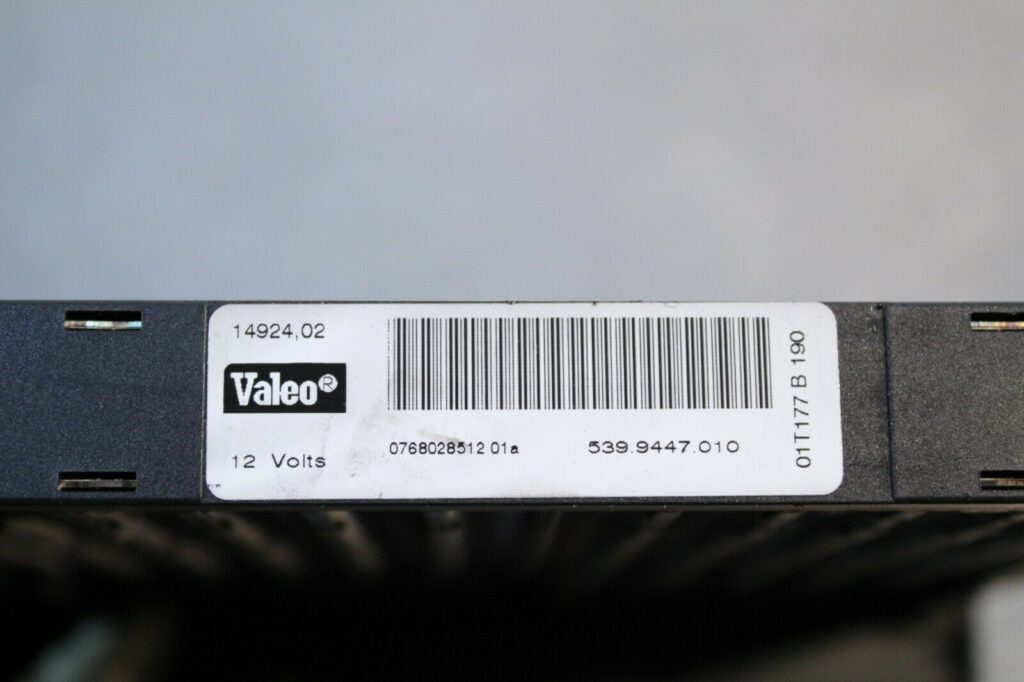 14924,02
Valeo®
12 Volts
0768028512 01a
539.9447.010
01T177 B 190